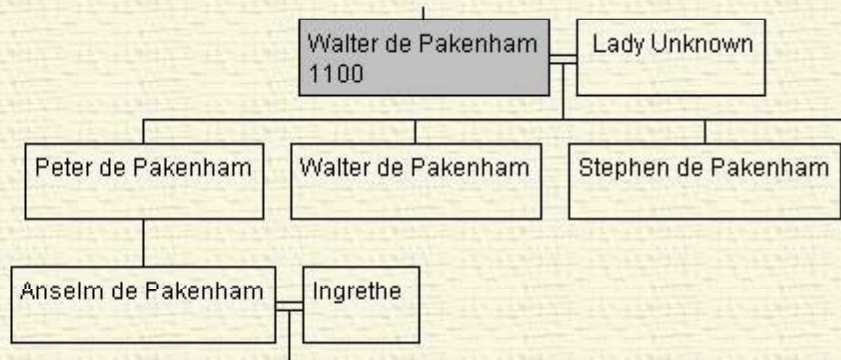 Walter de Pakenham
1100
Lady Unknown
Peter de Pakenham
Walter de Pakenham
Stephen de Pakenham
Anselm de Pakenham
Ingrethe